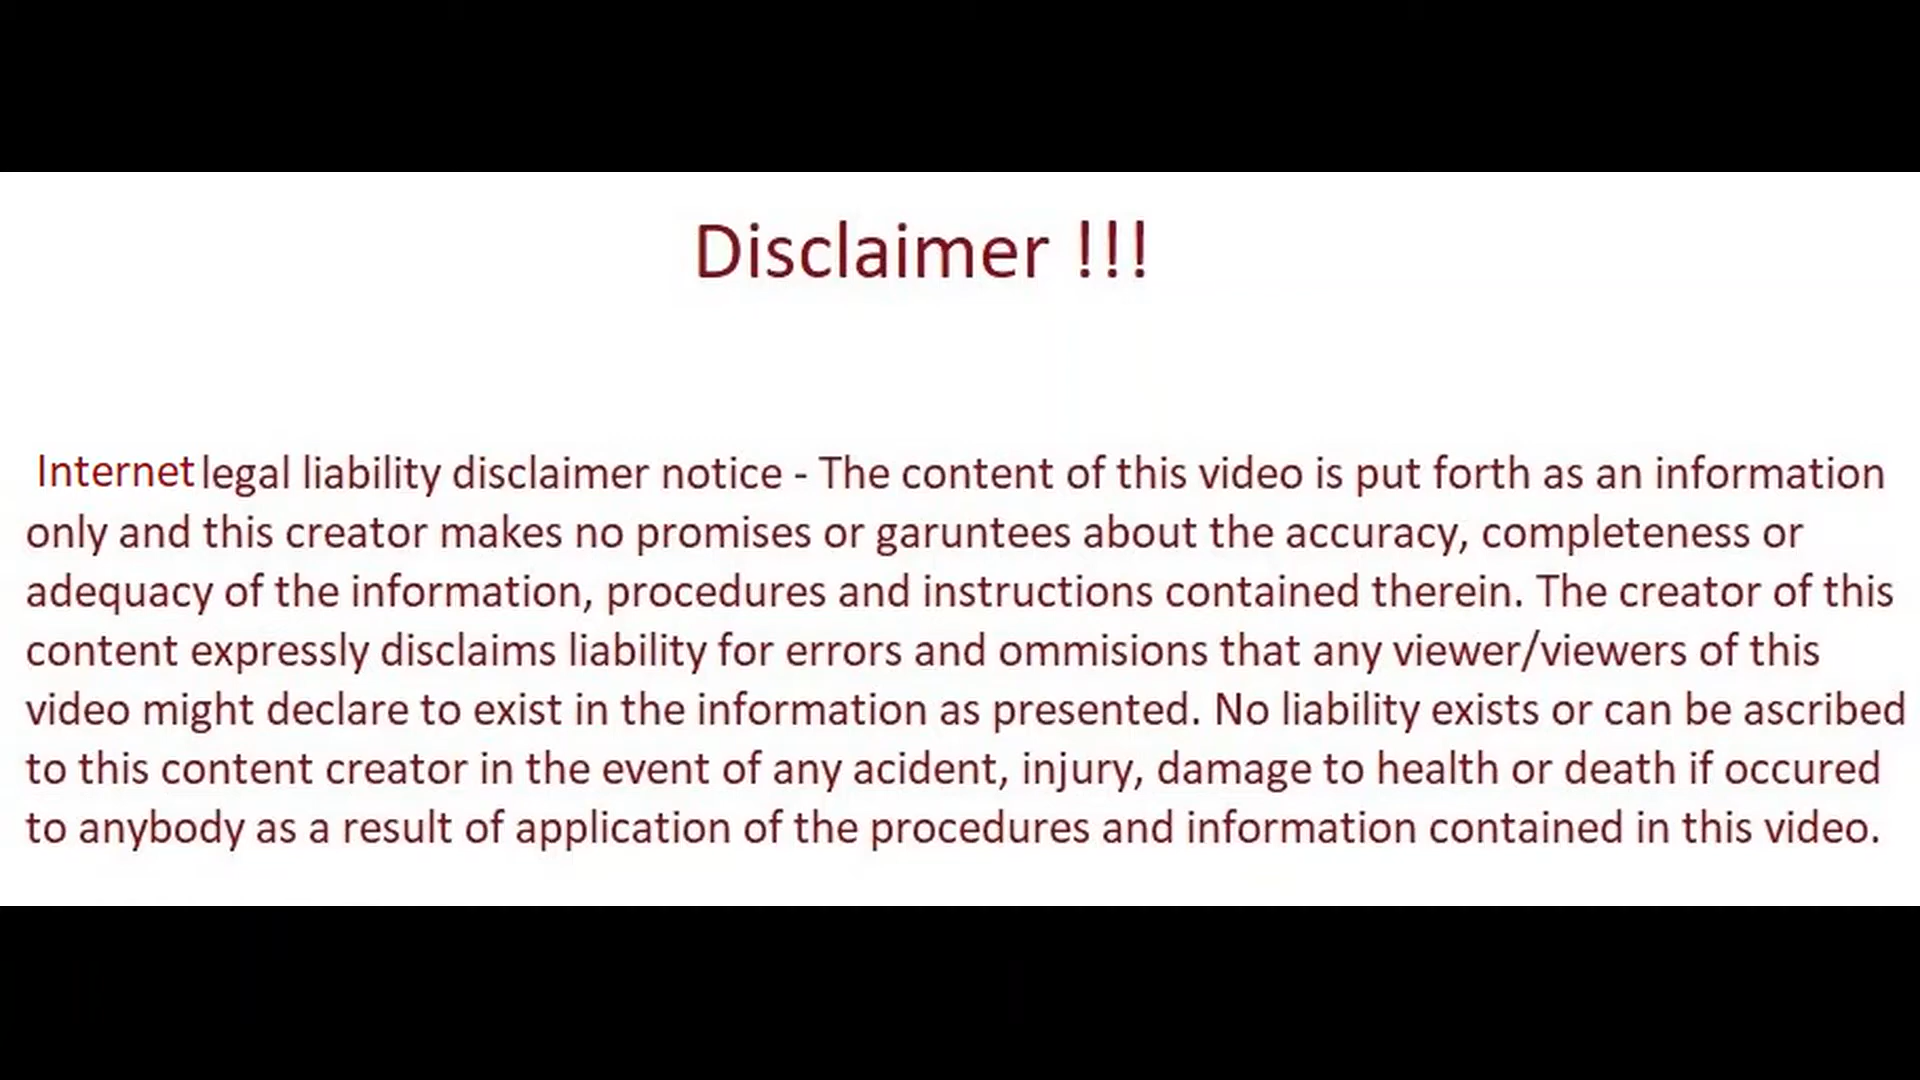 Disclaimer !!!
Internet legal liability disclaimer notice - The content of this video is put forth as an information
only and this creator makes no promises or garuntees about the accuracy, completeness or
adequacy of the information, procedures and instructions contained therein. The creator of this
content expressly disclaims liability for errors and ommisions that any viewer/viewers of this
video might declare to exist in the information as presented. No liability exists or can be ascribed
to this content creator in the event of any acident, injury, damage to health or death if occured
to anybody as a result of application of the procedures and information contained in this video.